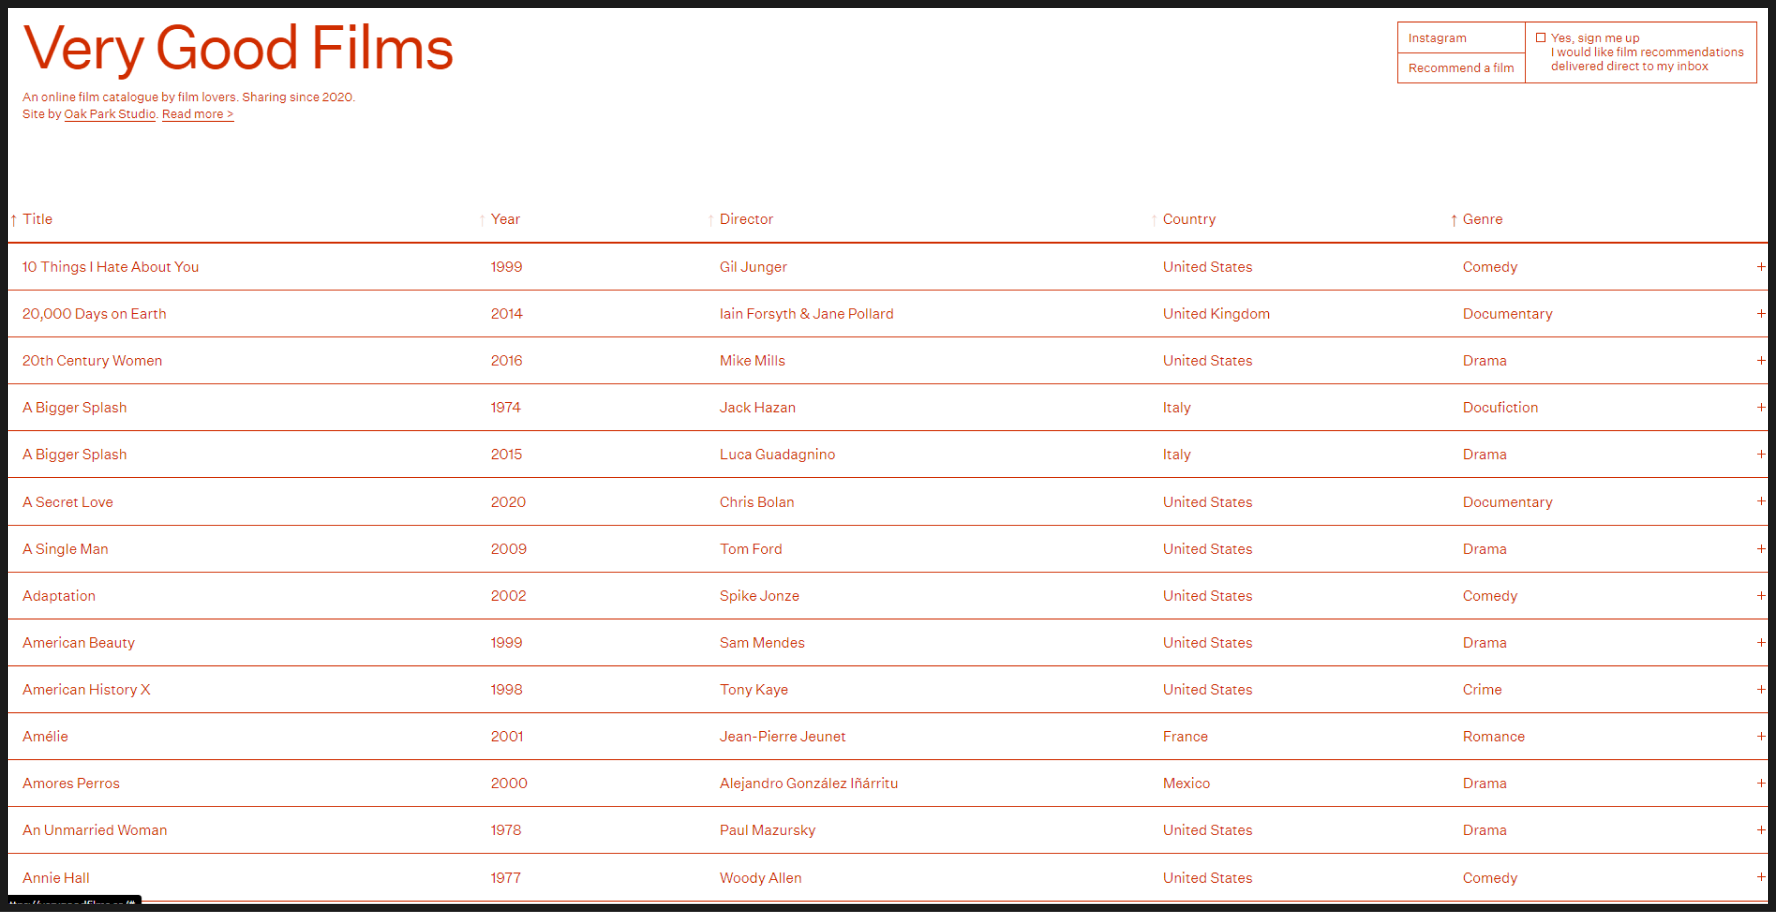 Very Good Films
An online film catalogue by film lovers. Sharing since 2020.
Site by Oak Park Studio. Read more >
Instagram
Recommend a film
Yes, sign me up
I would like film recommendations
delivered direct to my inbox
↑ Title ↑ Year ↑ Director ↑ Country ↑ Genre
10 Things I Hate About You 1999 Gil Junger United States Comedy +
20,000 Days on Earth 2014 Iain Forsyth & Jane Pollard United Kingdom Documentary +
20th Century Women 2016 Mike Mills United States Drama +
A Bigger Splash 1974 Jack Hazan Italy Docufiction +
A Bigger Splash 2015 Luca Guadagnino Italy Drama +
A Secret Love 2020 Chris Bolan United States Documentary +
A Single Man 2009 Tom Ford United States Drama +
Adaptation 2002 Spike Jonze United States Comedy +
American Beauty 1999 Sam Mendes United States Drama +
American History X 1998 Tony Kaye United States Crime +
Amélie 2001 Jean-Pierre Jeunet France Romance +
Amores Perros 2000 Alejandro González Iñárritu Mexico Drama +
An Unmarried Woman 1978 Paul Mazursky United States Drama +
Annie Hall 1977 Woody Allen United States Comedy +